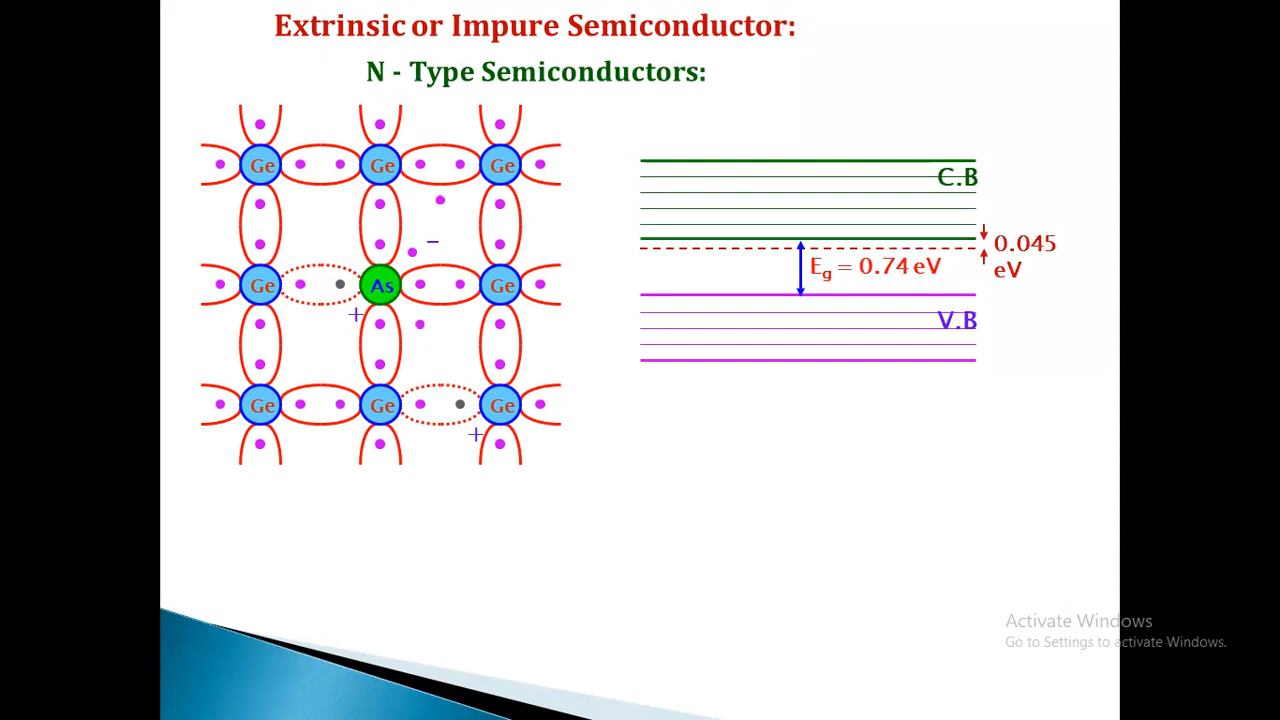 Extrinsic or Impure Semiconductor:
N - Type Semiconductors:
Ge Ge Ge
C.B
−
0.045
eV
Eg = 0.74 eV
Ge As Ge
+
V.B
Ge Ge Ge
+
Activate Windows
Go to Settings to activate Windows.